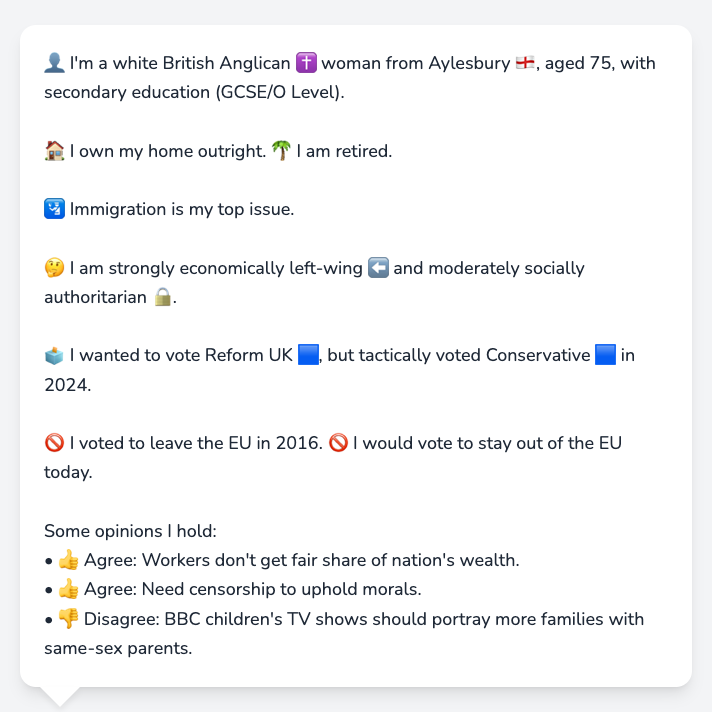 👤 I'm a white British Anglican ✝️ woman from Aylesbury 🏴󠁧󠁢󠁥󠁮󠁧󠁿, aged 75, with
secondary education (GCSE/O Level).
🏠 I own my home outright. 🌴 I am retired.
🛂 Immigration is my top issue.
🤔 I am strongly economically left-wing ⬅️ and moderately socially
authoritarian 🔒.
🗳️ I wanted to vote Reform UK 🟦, but tactically voted Conservative 🟦 in
2024.
🚫 I voted to leave the EU in 2016. 🚫 I would vote to stay out of the EU
today.
Some opinions I hold:
• 👍 Agree: Workers don't get fair share of nation's wealth.
• 👍 Agree: Need censorship to uphold morals.
• 👎 Disagree: BBC children's TV shows should portray more families with
same-sex parents.